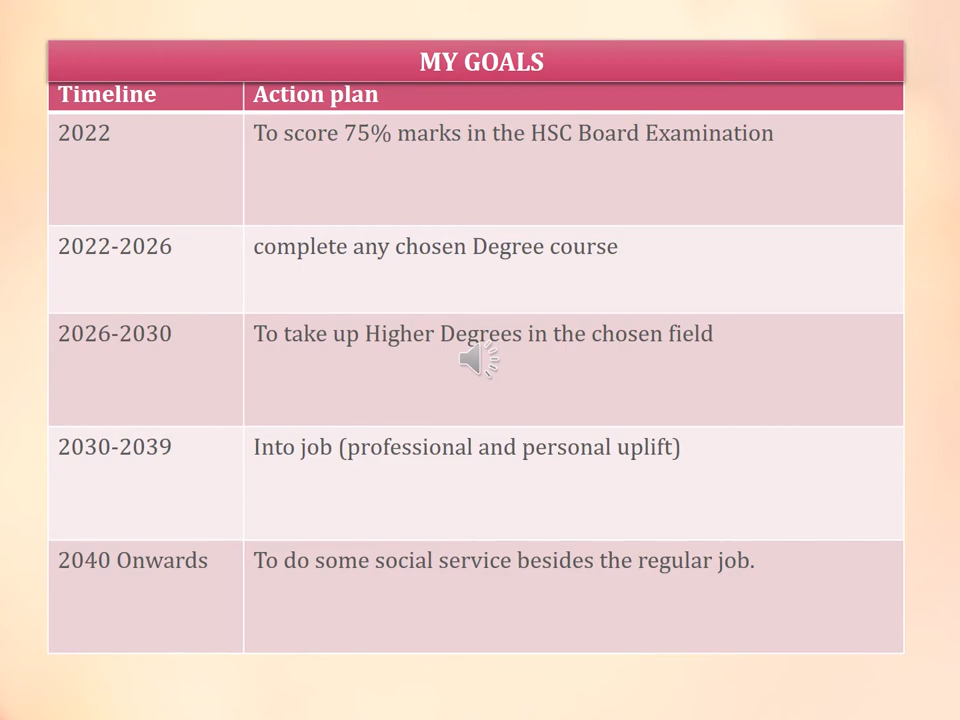 MY GOALS
Timeline Action plan
2022 To score 75% marks in the HSC Board Examination
2022-2026 complete any chosen Degree course
2026-2030 To take up Higher Degrees in the chosen field
2030-2039 Into job (professional and personal uplift)
2040 Onwards To do some social service besides the regular job.